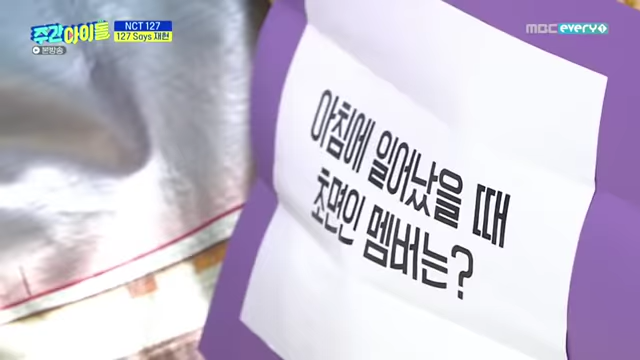 주간아이돌
본방송
NCT 127
127 Says 재현
MBC every1
아침에 일어났을 때
초면인 멤버는?